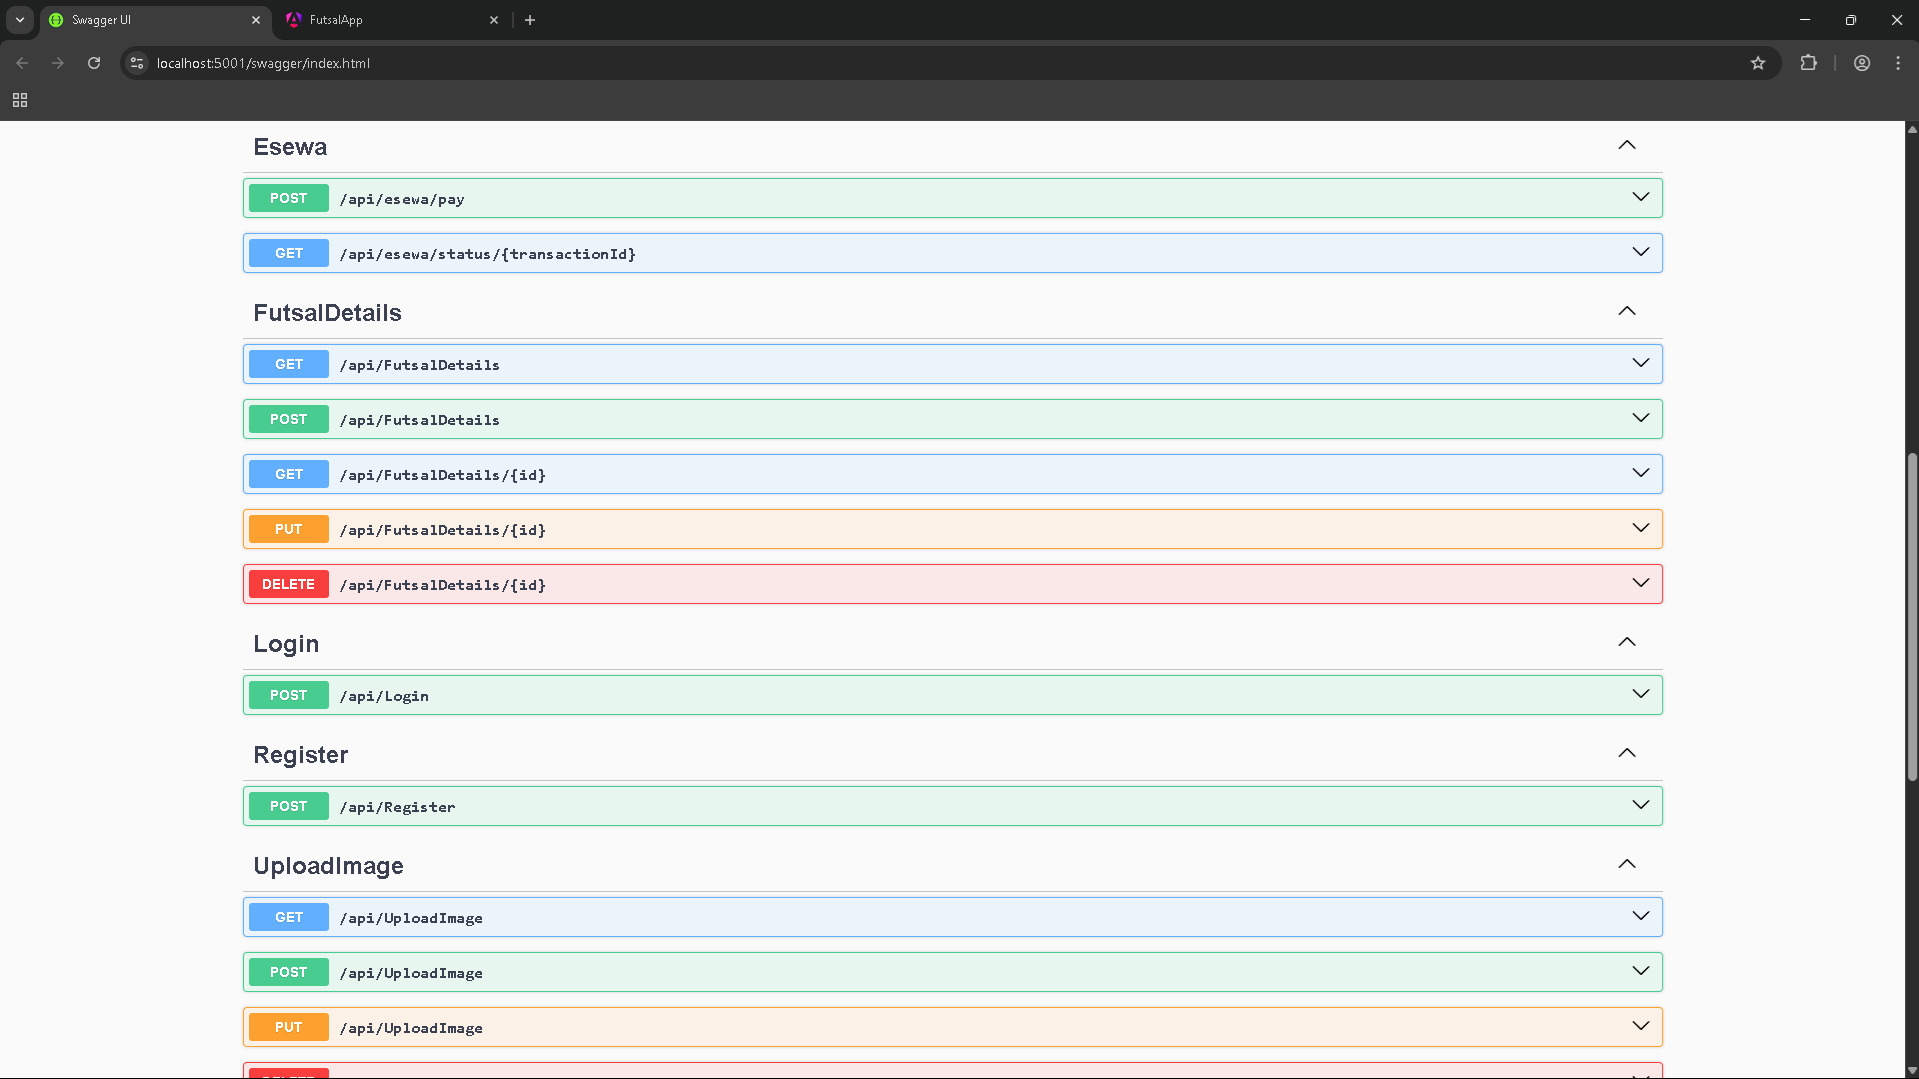 Swagger UI
FutsalApp
localhost:5001/swagger/index.html
Esewa
POST /api/esewa/pay
GET /api/esewa/status/{transactionId}
FutsalDetails
GET /api/FutsalDetails
POST /api/FutsalDetails
GET /api/FutsalDetails/{id}
PUT /api/FutsalDetails/{id}
DELETE /api/FutsalDetails/{id}
Login
POST /api/Login
Register
POST /api/Register
UploadImage
GET /api/UploadImage
POST /api/UploadImage
PUT /api/UploadImage